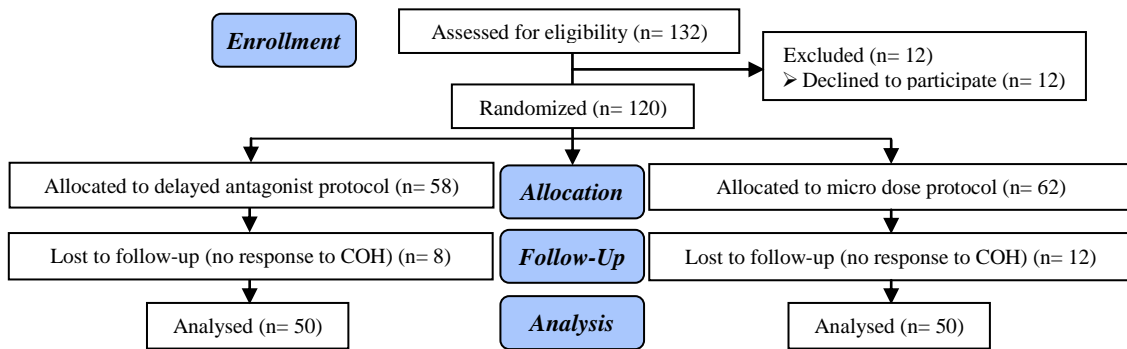 Enrollment
Assessed for eligibility (n= 132)
Excluded (n= 12)
➢ Declined to participate (n= 12)
Randomized (n= 120)
Allocated to delayed antagonist protocol (n= 58)
Allocation
Allocated to micro dose protocol (n= 62)
Lost to follow-up (no response to COH) (n= 8)
Follow-Up
Lost to follow-up (no response to COH) (n= 12)
Analysed (n= 50)
Analysis
Analysed (n= 50)